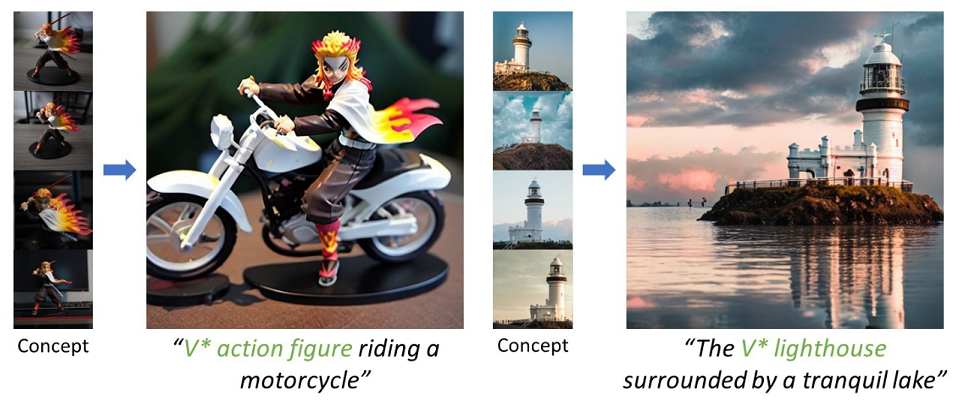 Concept
“V* action figure riding a
motorcycle”
Concept
“The V* lighthouse
surrounded by a tranquil lake”